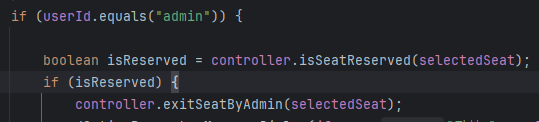 if (userId.equals("admin")) {
boolean isReserved = controller.isSeatReserved(selectedSeat);
if (isReserved) {
controller.exitSeatByAdmin(selectedSeat);